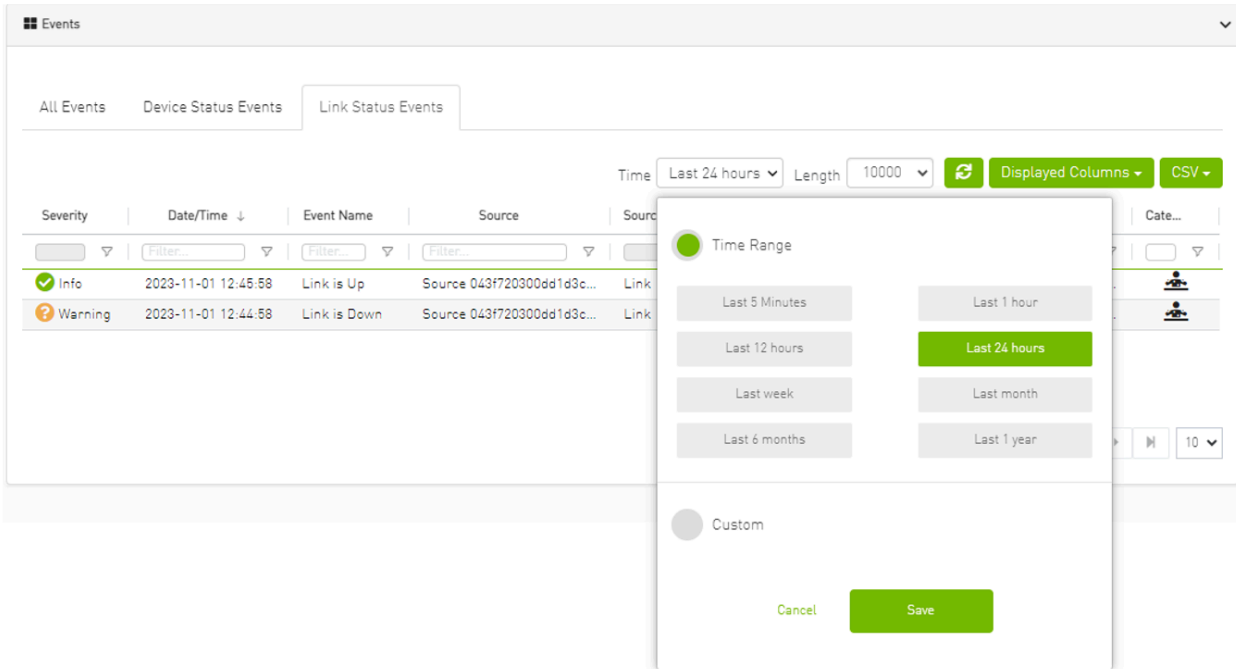 Events
All Events Device Status Events Link Status Events
Time Last 24 hours Length 10000 Displayed Columns CSV
Severity Date/Time ↓ Event Name Source Sourc Cate...
Filter... Filter... Filter...
Info 2023-11-01 12:45:58 Link is Up Source 043f720300dd1d3c... Link
Warning 2023-11-01 12:44:58 Link is Down Source 043f720300dd1d3c... Link
10
Time Range
Last 5 Minutes Last 1 hour
Last 12 hours Last 24 hours
Last week Last month
Last 6 months Last 1 year
Custom
Cancel Save